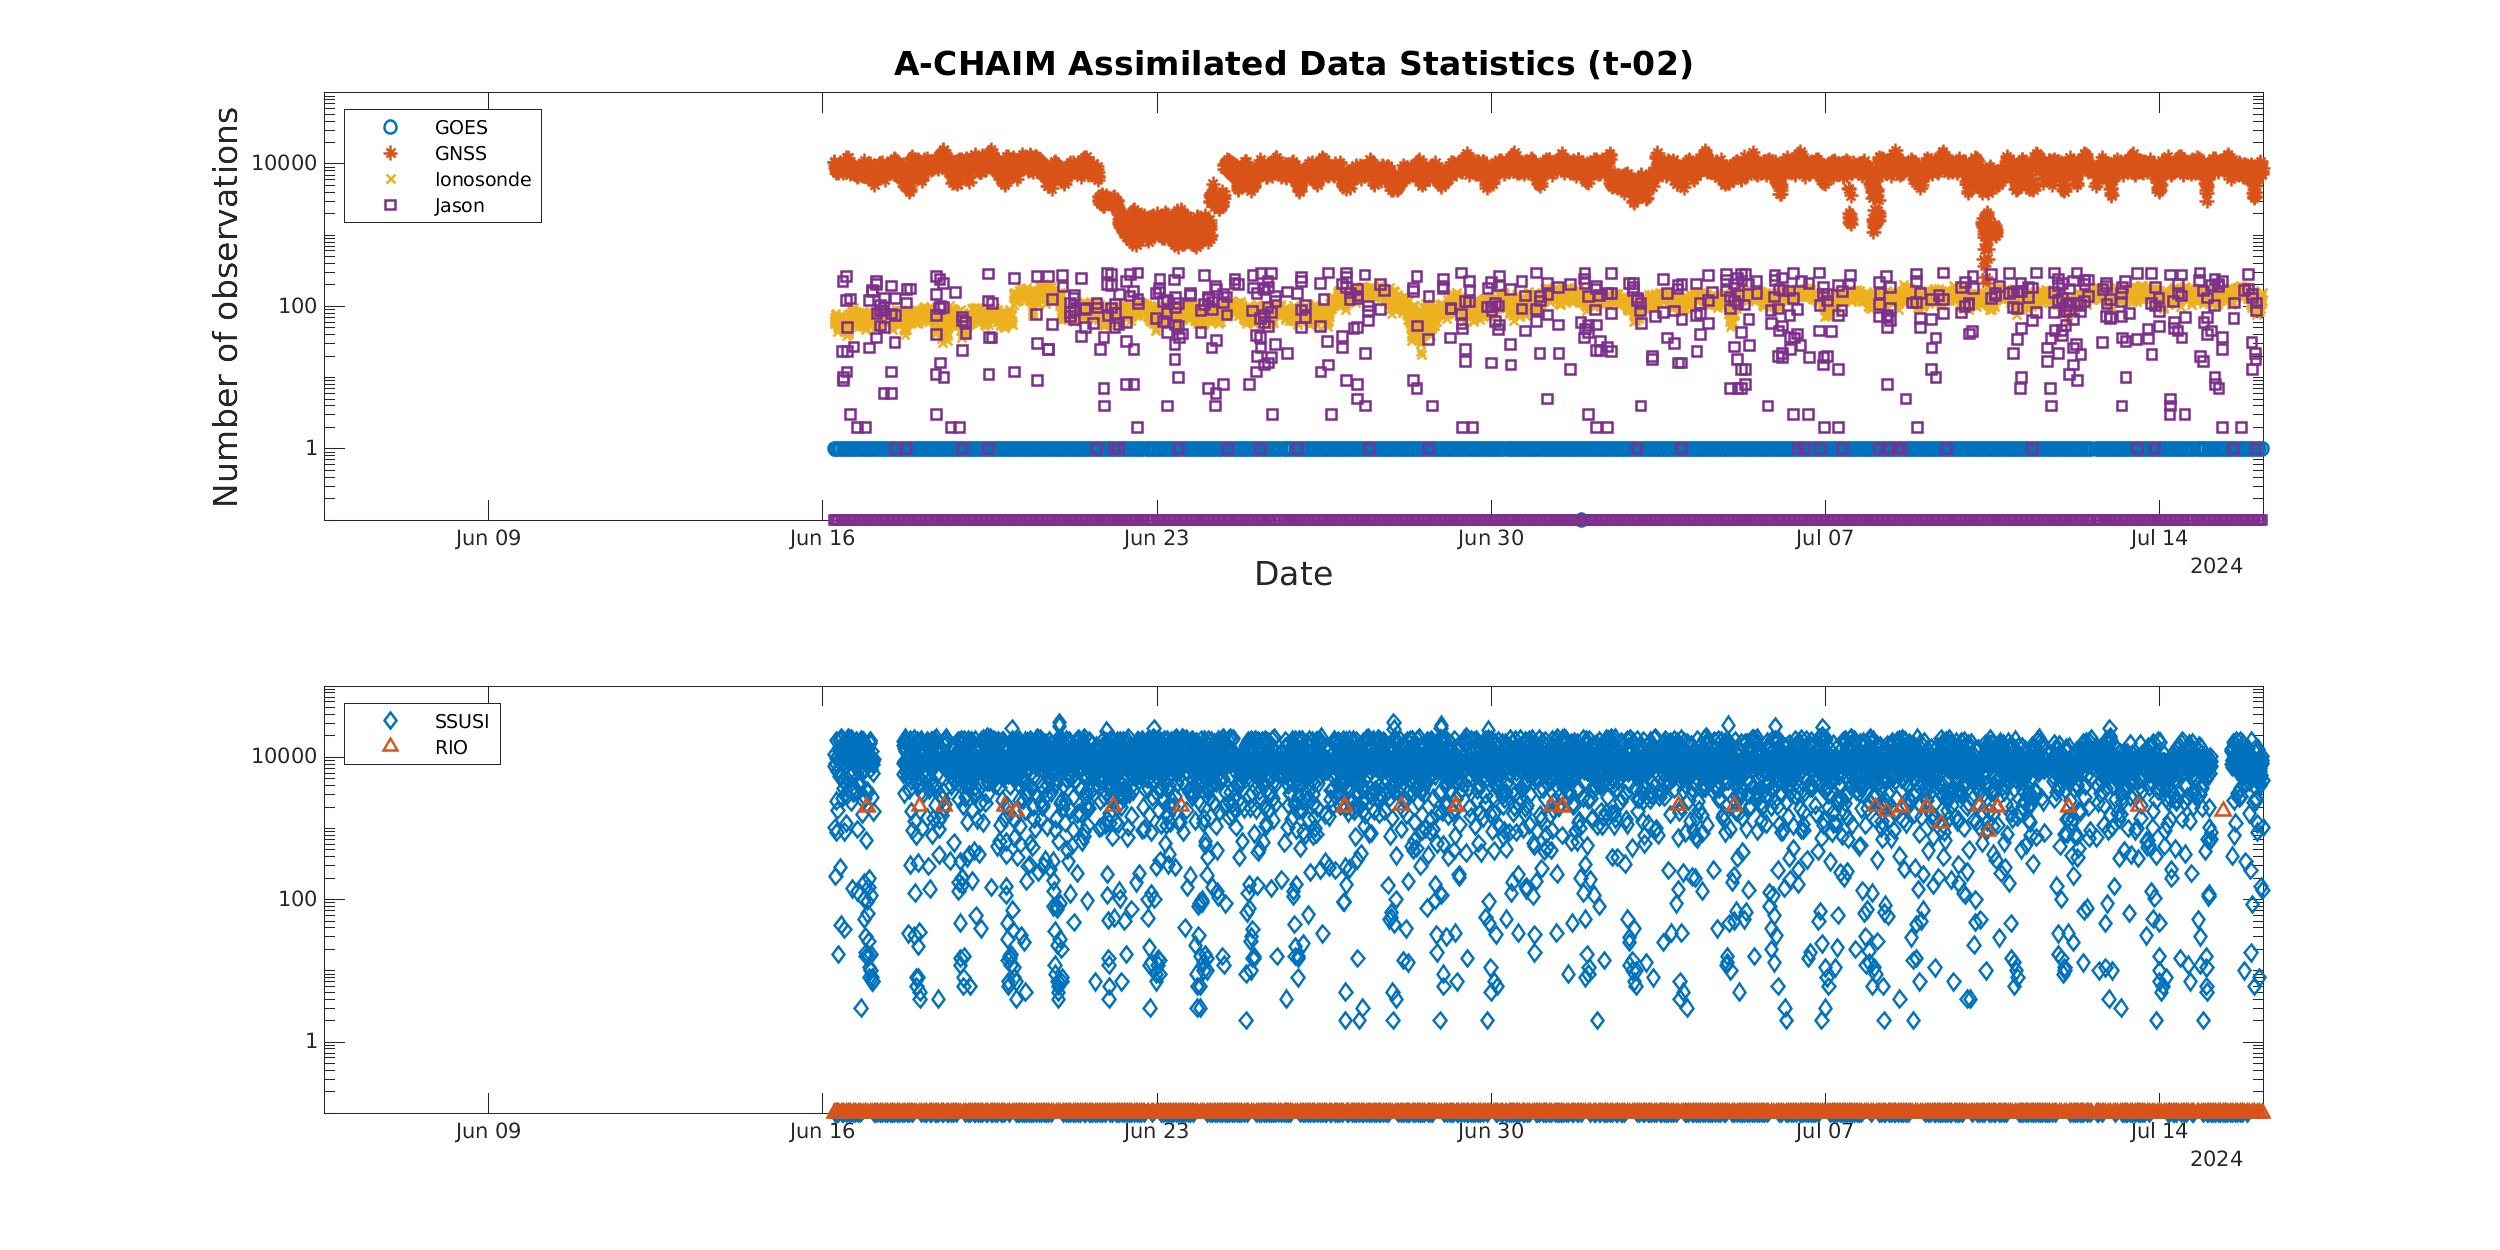 A-CHAIM Assimilated Data Statistics (t-02)
Number of observations
10000
100
1
GOES
GNSS
Ionosonde
Jason
Jun 09
Jun 16
Jun 23
Jun 30
Jul 07
Jul 14
2024
Date
10000
100
1
SSUSI
RIO
Jun 09
Jun 16
Jun 23
Jun 30
Jul 07
Jul 14
2024